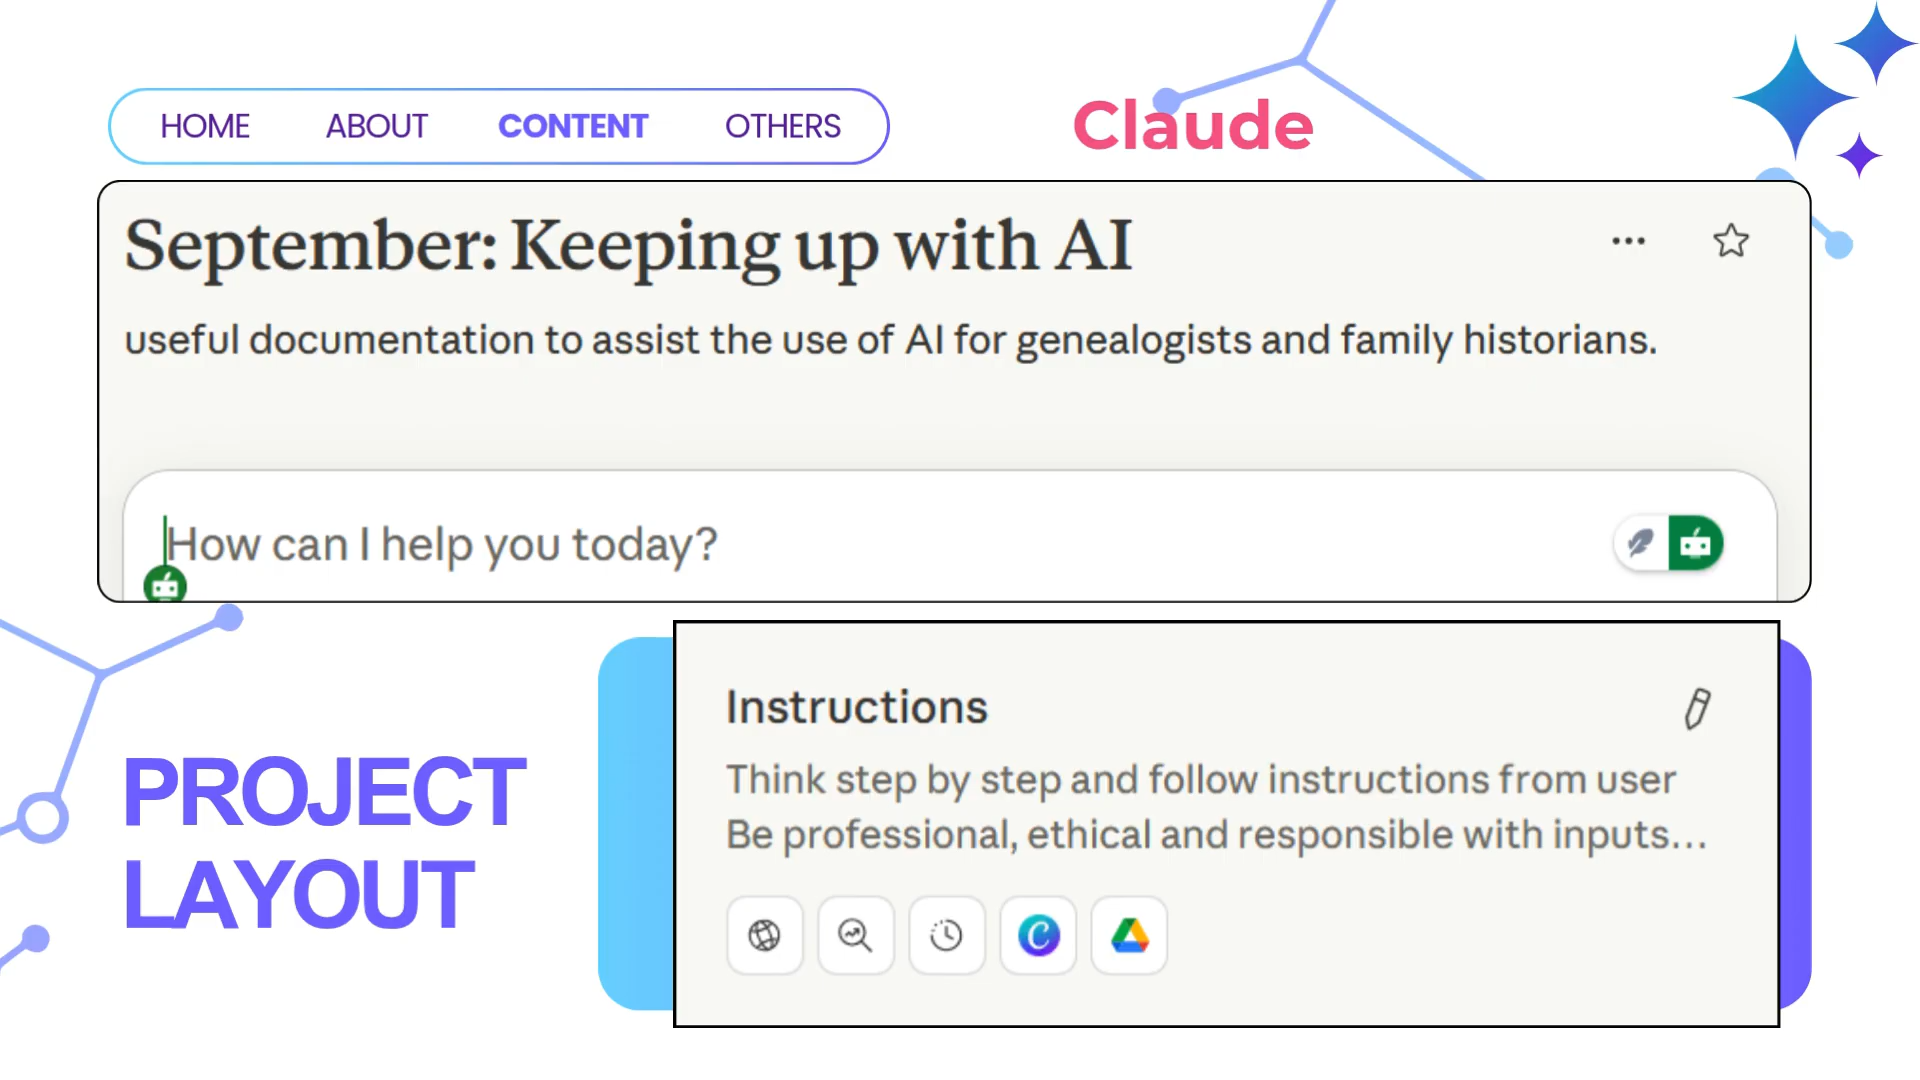 HOME ABOUT CONTENT OTHERS
Claude
September: Keeping up with AI
useful documentation to assist the use of AI for genealogists and family historians.
How can I help you today?
PROJECT
LAYOUT
Instructions
Think step by step and follow instructions from user
Be professional, ethical and responsible with inputs...